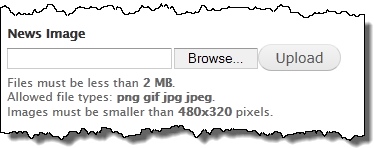 News Image
Browse... Upload
Files must be less than 2 MB.
Allowed file types: png gif jpg jpeg.
Images must be smaller than 480x320 pixels.